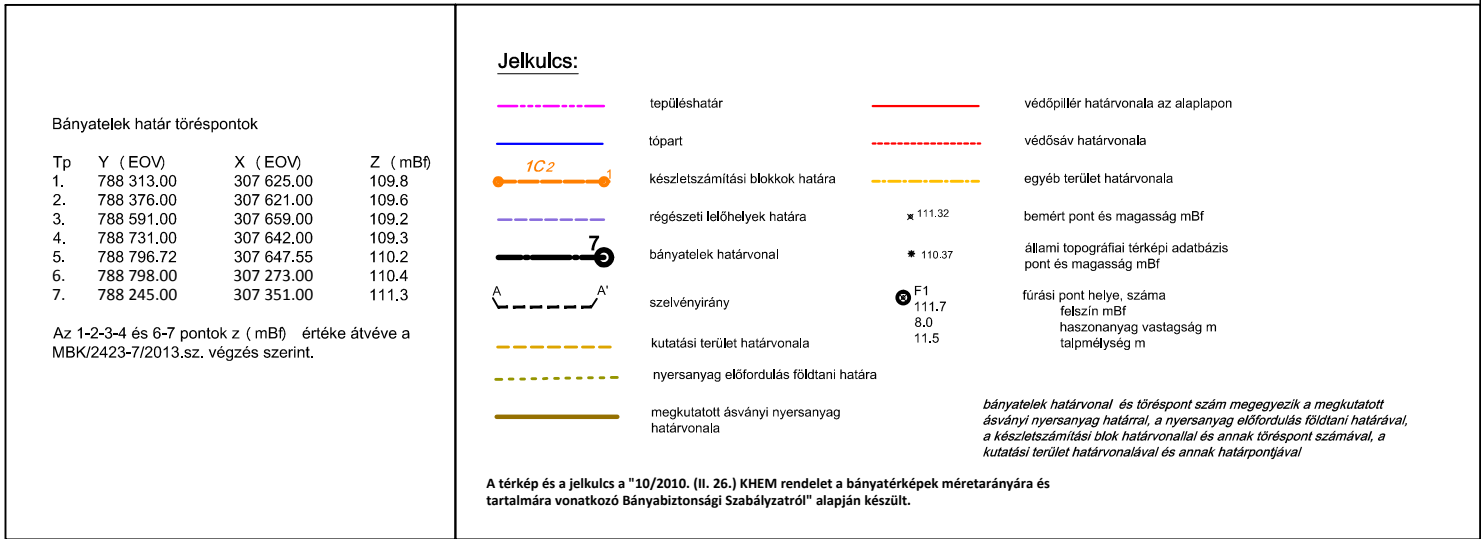 Bányatelek határ töréspontok
Tp Y (EOV) X (EOV) Z (mBf)
1. 788 313.00 307 625.00 109.8
2. 788 376.00 307 621.00 109.6
3. 788 591.00 307 659.00 109.2
4. 788 731.00 307 642.00 109.3
5. 788 796.72 307 647.55 110.2
6. 788 798.00 307 273.00 110.4
7. 788 245.00 307 351.00 111.3
Az 1-2-3-4 és 6-7 pontok z (mBf) értéke átvéve a
MBK/2423-7/2013.sz. végzés szerint.
Jelkulcs:
tepüléshatár
tópart
1C2 1
készletszámítási blokkok határa
régészeti lelőhelyek határa
7
bányatelek határvonal
A A'
szelvényirány
kutatási terület határvonala
nyersanyag előfordulás földtani határa
megkutatott ásványi nyersanyag
határvonala
védőpillér határvonala az alaplapon
védősáv határvonala
egyéb terület határvonala
111.32 bemért pont és magasság mBf
110.37 állami topográfiai térképi adatbázis
pont és magasság mBf
F1 fúrási pont helye, száma
111.7 felszín mBf
8.0 haszonanyag vastagság m
11.5 talpmélység m
bányatelek határvonal és töréspont szám megegyezik a megkutatott
ásványi nyersanyag határral, a nyersanyag előfordulás földtani határával,
a készletszámítási blok határvonallal és annak töréspont számával, a
kutatási terület határvonalával és annak határpontjával
A térkép és a jelkulcs a "10/2010. (II. 26.) KHEM rendelet a bányatérképek méretarányára és
tartalmára vonatkozó Bányabiztonsági Szabályzatról" alapján készült.